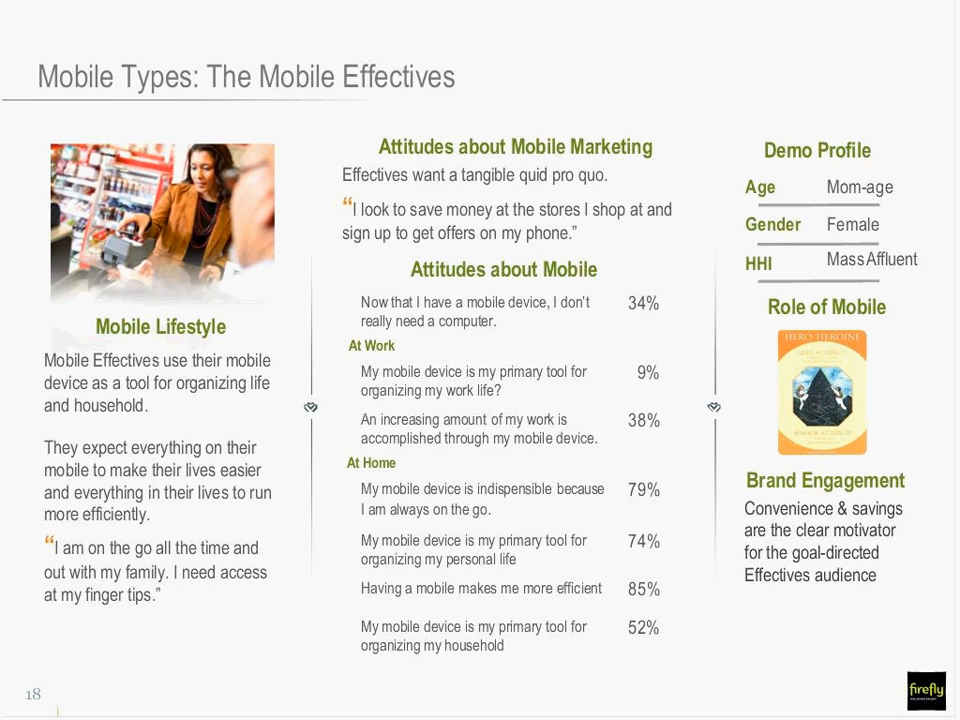 Mobile Types: The Mobile Effectives
Mobile Lifestyle
Mobile Effectives use their mobile
device as a tool for organizing life
and household.
They expect everything on their
mobile to make their lives easier
and everything in their lives to run
more efficiently.
“I am on the go all the time and
out with my family. I need access
at my finger tips.”
Attitudes about Mobile Marketing
Effectives want a tangible quid pro quo.
“I look to save money at the stores I shop at and
sign up to get offers on my phone.”
Attitudes about Mobile
Now that I have a mobile device, I don’t 34%
really need a computer.
At Work
My mobile device is my primary tool for 9%
organizing my work life?
An increasing amount of my work is 38%
accomplished through my mobile device.
At Home
My mobile device is indispensible because 79%
I am always on the go.
My mobile device is my primary tool for 74%
organizing my personal life
Having a mobile makes me more efficient 85%
My mobile device is my primary tool for 52%
organizing my household
Demo Profile
Age Mom-age
Gender Female
HHI Mass Affluent
Role of Mobile
HERO HEROINE
Brand Engagement
Convenience & savings
are the clear motivator
for the goal-directed
Effectives audience
18
firefly